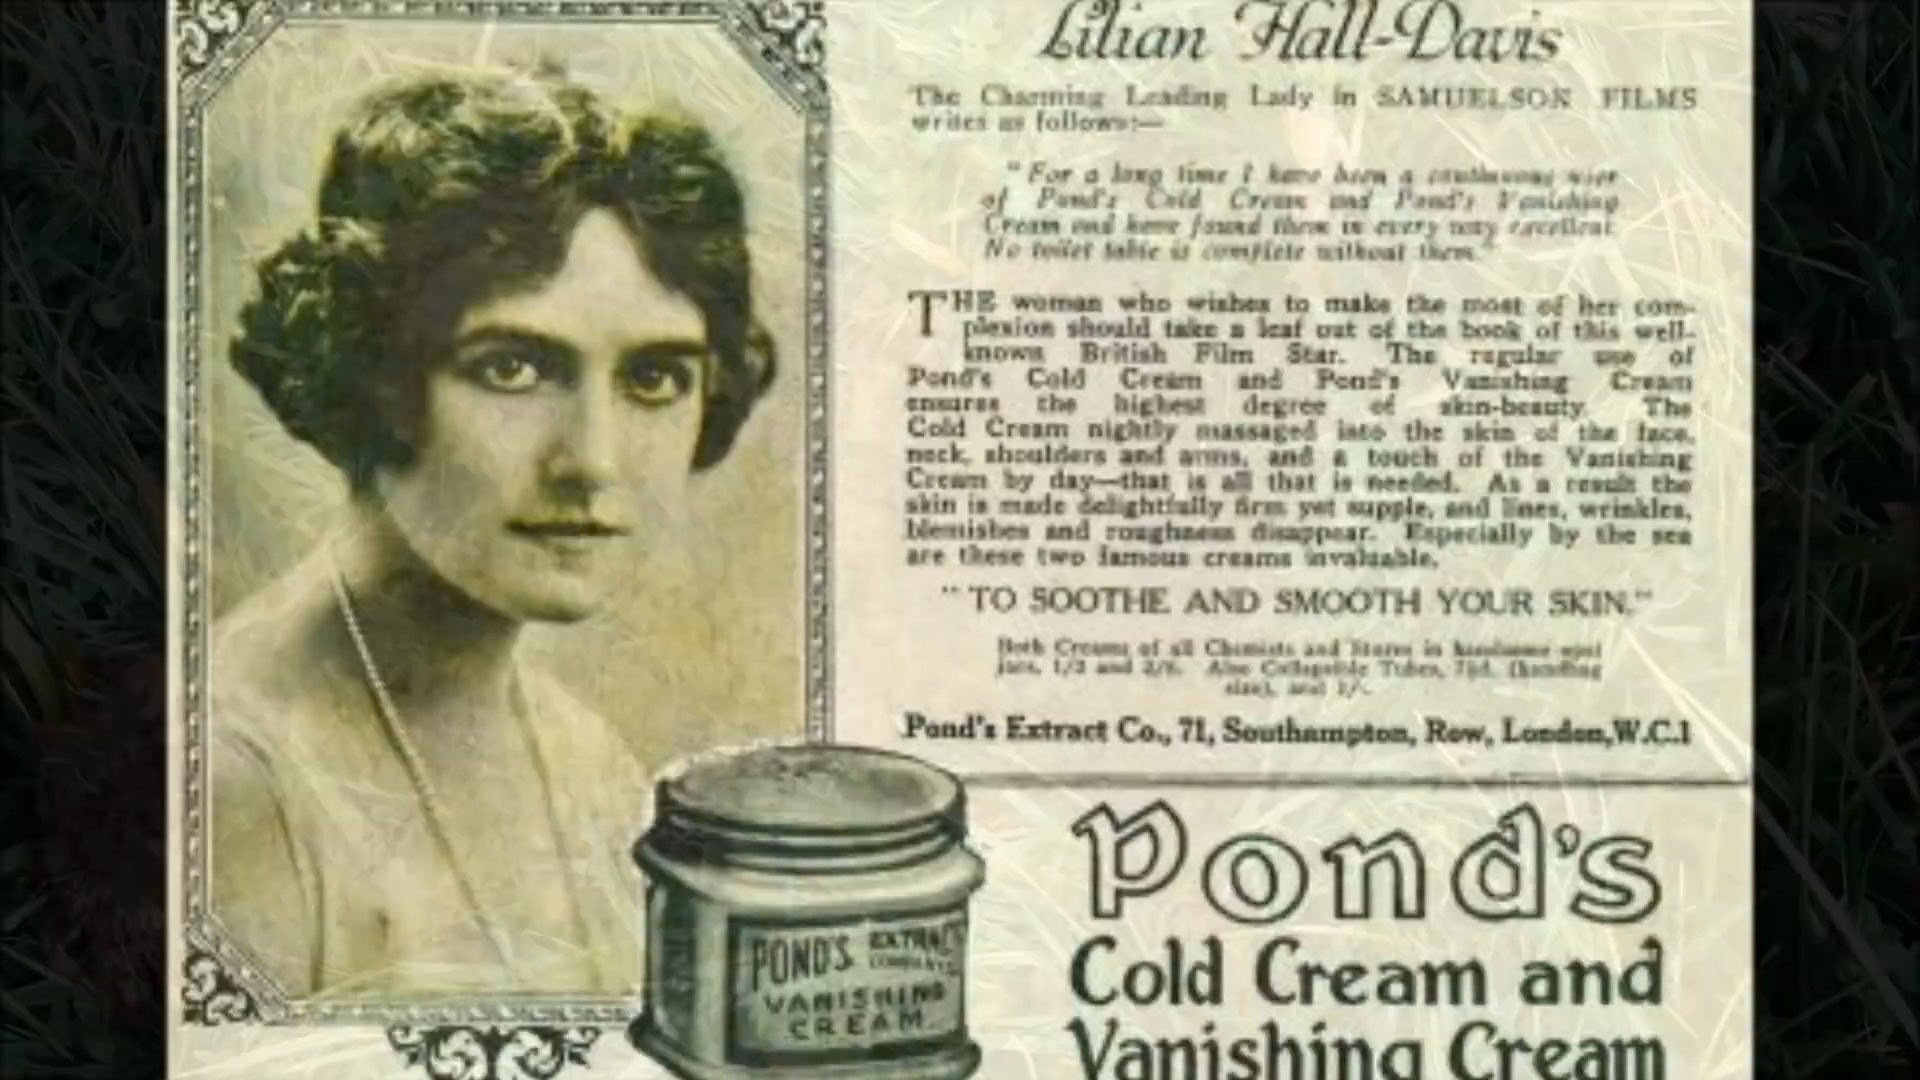 Lilian Hall-Davis
The Charming Leading Lady in SAMUELSON FILMS
writes as follows:—
"For a long time I have been a continuous user
of Pond's Cold Cream and Pond's Vanishing
Cream and have found them in every way excellent.
No toilet table is complete without them."
THE woman who wishes to make the most of her com-
plexion should take a leaf out of the book of this well-
known British Film Star. The regular use of
Pond's Cold Cream and Pond's Vanishing Cream
ensures the highest degree of skin-beauty. The
Cold Cream nightly massaged into the skin of the face,
neck, shoulders and arms, and a touch of the Vanishing
Cream by day—that is all that is needed. As a result the
skin is made delightfully firm yet supple, and lines, wrinkles,
blemishes and roughness disappear. Especially by the sea
are these two famous creams invaluable.
"TO SOOTHE AND SMOOTH YOUR SKIN."
Both Creams of all Chemists and Stores in handsome opal
jars, 1/3 and 2/6. Also Collapsible Tubes, 7½d. (handbag
size), and 1/-.
Pond's Extract Co., 71, Southampton, Row, London,W.C.1
POND'S EXTRACT
COMPANY'S
VANISHING
CREAM
Pond's
Cold Cream and
Vanishing Cream